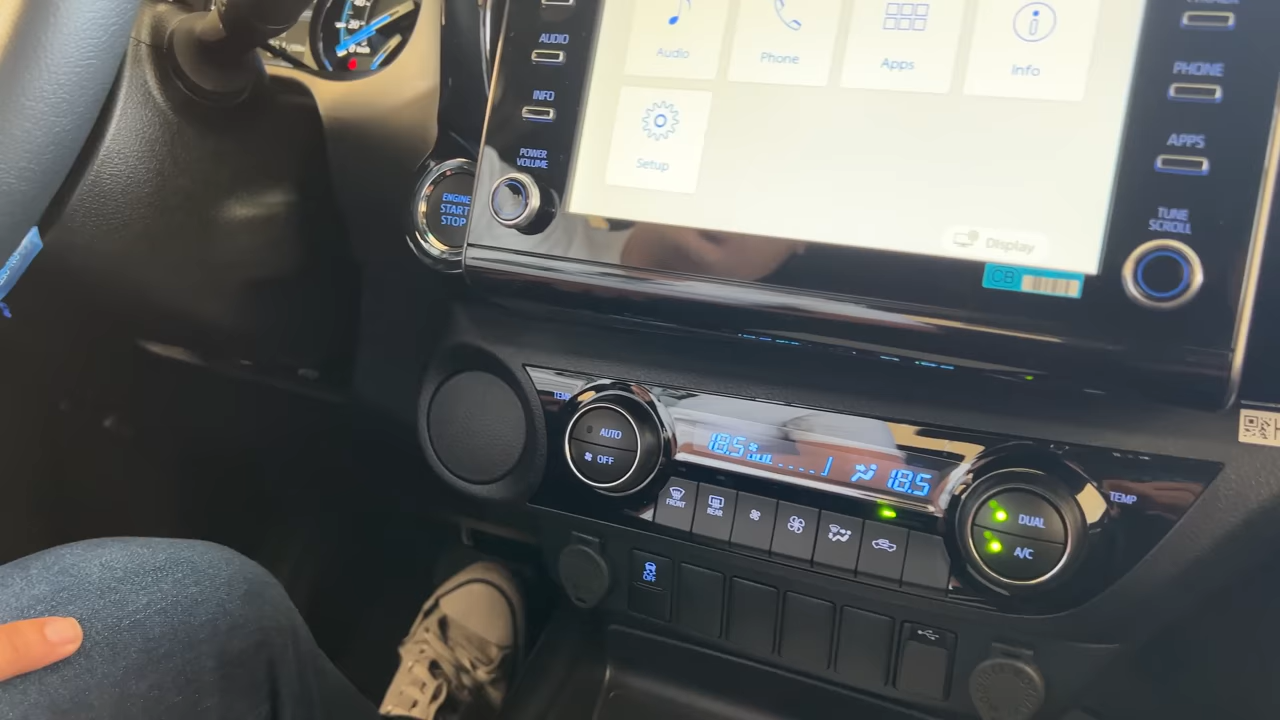 AUDIO
INFO
POWER
VOLUME
ENGINE
START
STOP
Audio
Phone
Apps
Info
Setup
Display
CB
PHONE
APPS
TUNE
SCROLL
AUTO
OFF
18.5
18.5
FRONT
REAR
TEMP
DUAL
A/C
OFF